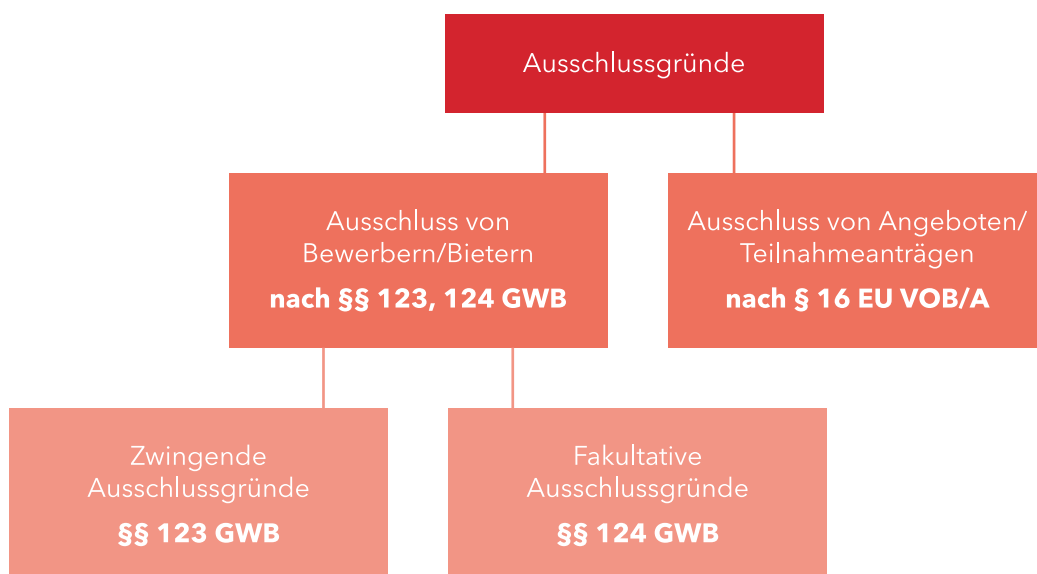 Ausschlussgründe
Ausschluss von
Bewerbern/Bietern
nach §§ 123, 124 GWB
Ausschluss von Angeboten/
Teilnahmeanträgen
nach § 16 EU VOB/A
Zwingende
Ausschlussgründe
§§ 123 GWB
Fakultative
Ausschlussgründe
§§ 124 GWB